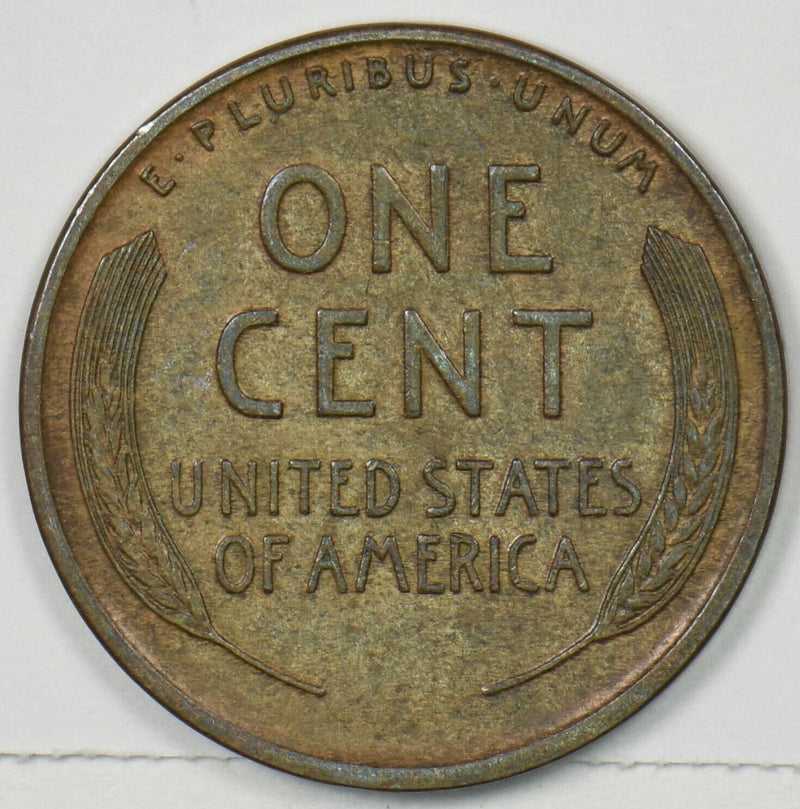 E · PLURIBUS · UNUM
ONE
CENT
UNITED STATES
OF AMERICA